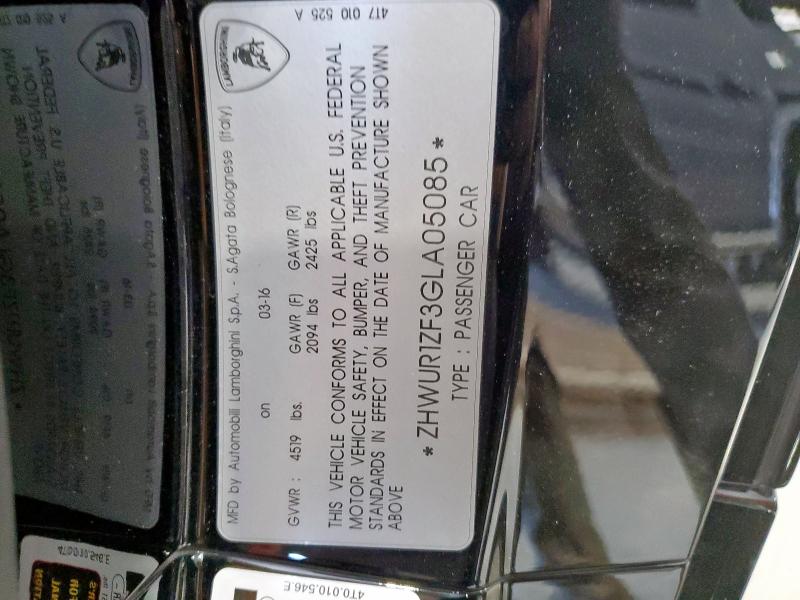 4T7 010 525 A
LAMBORGHINI
MFD by Automobili Lamborghini S.p.A. - S.Agata Bolognese (Italy)
on 03-16
GVWR : 4519 lbs. GAWR (F) GAWR (R)
2094 lbs 2425 lbs
THIS VEHICLE CONFORMS TO ALL APPLICABLE U.S. FEDERAL
MOTOR VEHICLE SAFETY, BUMPER, AND THEFT PREVENTION
STANDARDS IN EFFECT ON THE DATE OF MANUFACTURE SHOWN
ABOVE
*ZHWUR1ZF3GLA05085*
TYPE : PASSENGER CAR
4T0.010.546.E